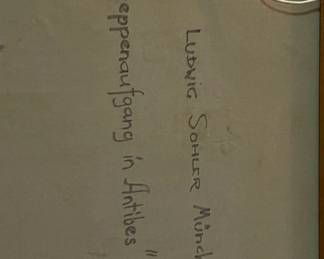 LUDWIG SOHLER Münch
eppenaufgang in Antibes"